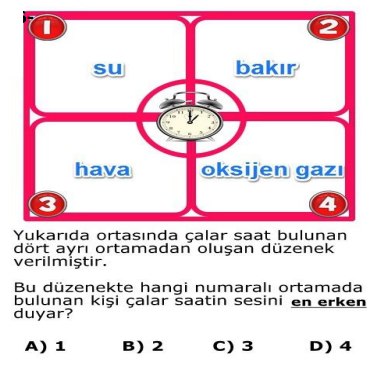 1
2
su
bakır
hava
oksijen gazı
3
4
Yukarıda ortasında çalar saat bulunan
dört ayrı ortamadan oluşan düzenek
verilmiştir.
Bu düzenekte hangi numaralı ortamada
bulunan kişi çalar saatin sesini en erken
duyar?
A) 1 B) 2 C) 3 D) 4